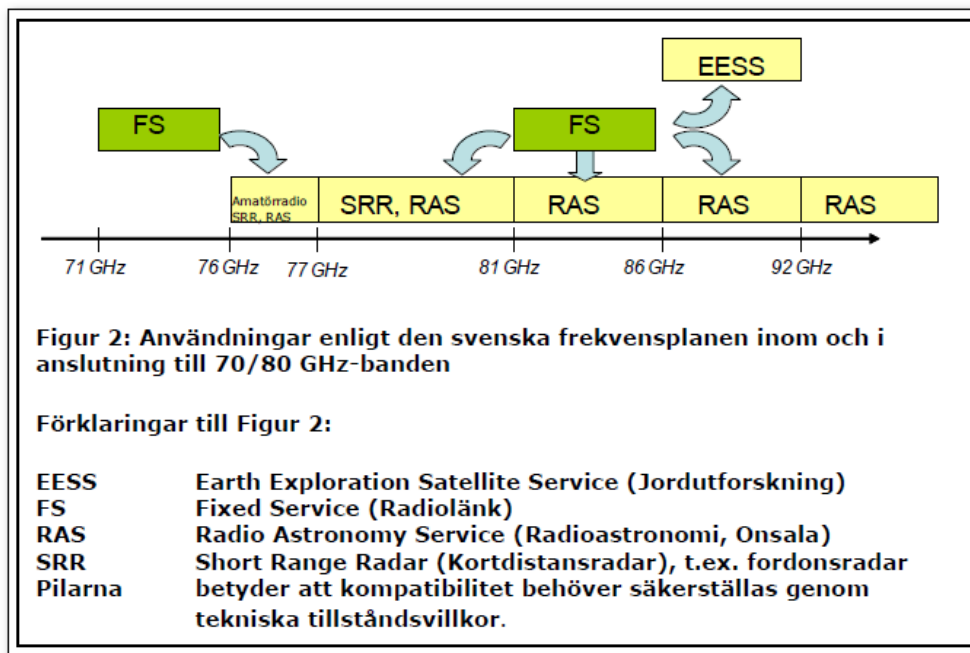 EESS
FS
FS
Amatörradio
SRR, RAS
SRR, RAS
RAS
RAS
RAS
71 GHz
76 GHz
77 GHz
81 GHz
86 GHz
92 GHz
Figur 2: Användningar enligt den svenska frekvensplanen inom och i
anslutning till 70/80 GHz-banden
Förklaringar till Figur 2:
EESS Earth Exploration Satellite Service (Jordutforskning)
FS Fixed Service (Radiolänk)
RAS Radio Astronomy Service (Radioastronomi, Onsala)
SRR Short Range Radar (Kortdistansradar), t.ex. fordonsradar
Pilarna betyder att kompatibilitet behöver säkerställas genom
tekniska tillståndsvillkor.